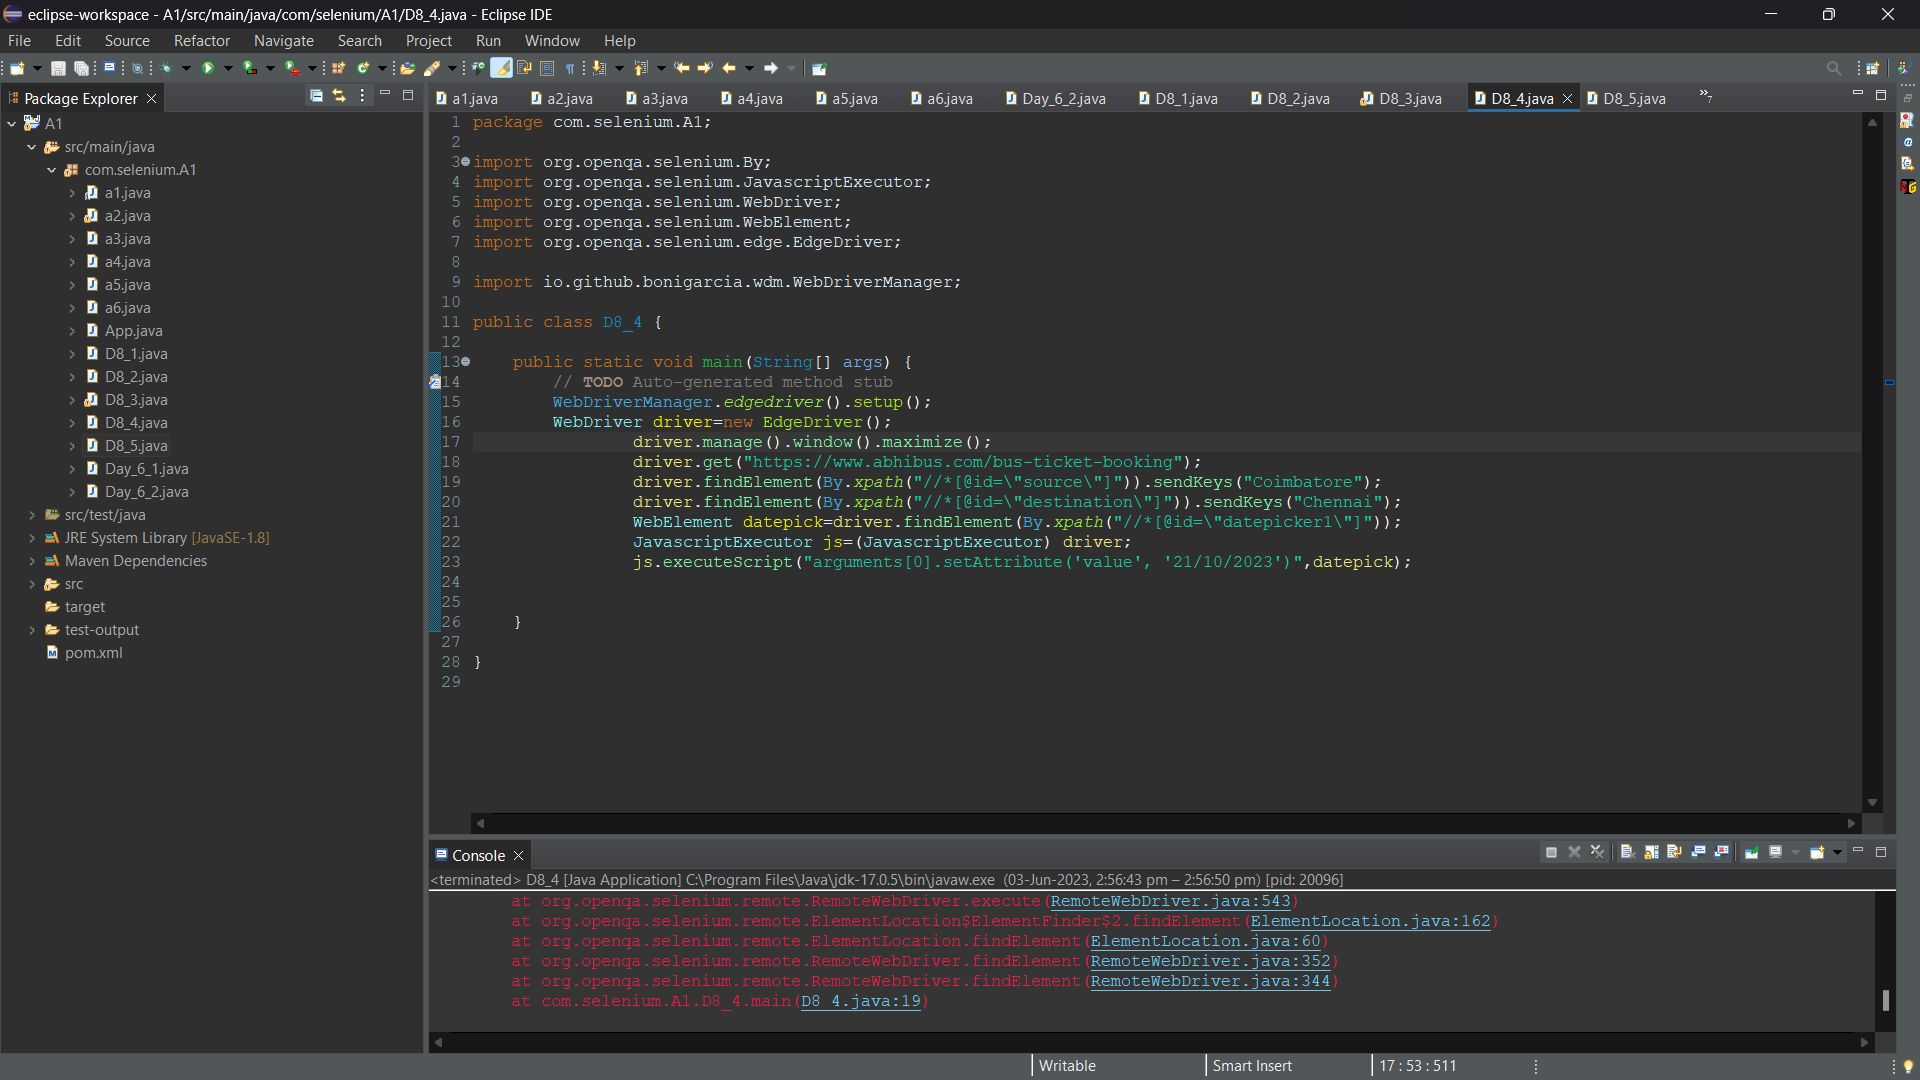 eclipse-workspace - A1/src/main/java/com/selenium/A1/D8_4.java - Eclipse IDE
File Edit Source Refactor Navigate Search Project Run Window Help
Package Explorer
a1.java a2.java a3.java a4.java a5.java a6.java Day_6_2.java D8_1.java D8_2.java D8_3.java D8_4.java D8_5.java »7
A1
src/main/java
com.selenium.A1
a1.java
a2.java
a3.java
a4.java
a5.java
a6.java
App.java
D8_1.java
D8_2.java
D8_3.java
D8_4.java
D8_5.java
Day_6_1.java
Day_6_2.java
src/test/java
JRE System Library [JavaSE-1.8]
Maven Dependencies
src
target
test-output
pom.xml
1 package com.selenium.A1;
2
3 import org.openqa.selenium.By;
4 import org.openqa.selenium.JavascriptExecutor;
5 import org.openqa.selenium.WebDriver;
6 import org.openqa.selenium.WebElement;
7 import org.openqa.selenium.edge.EdgeDriver;
8
9 import io.github.bonigarcia.wdm.WebDriverManager;
10
11 public class D8_4 {
12
13 public static void main(String[] args) {
14 // TODO Auto-generated method stub
15 WebDriverManager.edgedriver().setup();
16 WebDriver driver=new EdgeDriver();
17 driver.manage().window().maximize();
18 driver.get("https://www.abhibus.com/bus-ticket-booking");
19 driver.findElement(By.xpath("//*[@id=\"source\"]")).sendKeys("Coimbatore");
20 driver.findElement(By.xpath("//*[@id=\"destination\"]")).sendKeys("Chennai");
21 WebElement datepick=driver.findElement(By.xpath("//*[@id=\"datepicker1\"]"));
22 JavascriptExecutor js=(JavascriptExecutor) driver;
23 js.executeScript("arguments[0].setAttribute('value', '21/10/2023')",datepick);
24
25
26 }
27
28 }
29
Console
<terminated> D8_4 [Java Application] C:\Program Files\Java\jdk-17.0.5\bin\javaw.exe (03-Jun-2023, 2:56:43 pm – 2:56:50 pm) [pid: 20096]
at org.openqa.selenium.remote.RemoteWebDriver.execute(RemoteWebDriver.java:543)
at org.openqa.selenium.remote.ElementLocation$ElementFinder$2.findElement(ElementLocation.java:162)
at org.openqa.selenium.remote.ElementLocation.findElement(ElementLocation.java:60)
at org.openqa.selenium.remote.RemoteWebDriver.findElement(RemoteWebDriver.java:352)
at org.openqa.selenium.remote.RemoteWebDriver.findElement(RemoteWebDriver.java:344)
at com.selenium.A1.D8_4.main(D8_4.java:19)
Writable Smart Insert 17 : 53 : 511